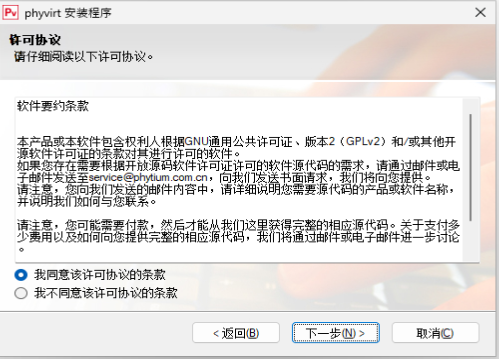 Pv phyvirt 安装程序
许可协议
请仔细阅读以下许可协议。
软件要约条款
本产品或本软件包含权利人根据GNU通用公共许可证、版本2（GPLv2）和/或其他开
源软件许可证的条款对其进行许可的软件。
如果您存在需要根据开放源码软件许可证许可的软件源代码的需求，请通过邮件或电
子邮件发送至service@phytium.com.cn，向我们发送书面请求，我们将向您提供。
请注意，您向我们发送的邮件内容中，请详细说明您需要源代码的产品或软件名称，
并说明我们如何与您联系。
请注意，您可能需要付款，然后才能从我们这里获得完整的相应源代码。关于支付多
少费用以及如何向您提供完整的相应源代码，我们将通过邮件或电子邮件进一步讨论
。
我同意该许可协议的条款
我不同意该许可协议的条款
< 返回(B)
下一步(N) >
取消(C)